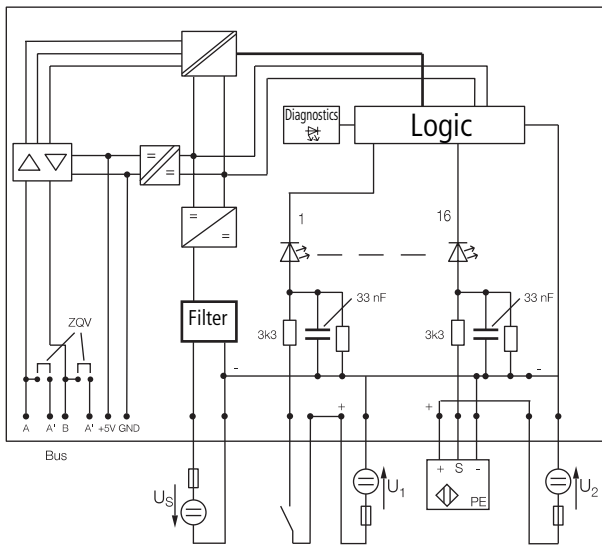 Diagnostics
Logic
=
=
1
16
=
=
33 nF
33 nF
ZQV
Filter
3k3
3k3
-
-
+
+
A
A'
B
A'
+5V
GND
Bus
+
S
-
U1
U2
US
PE